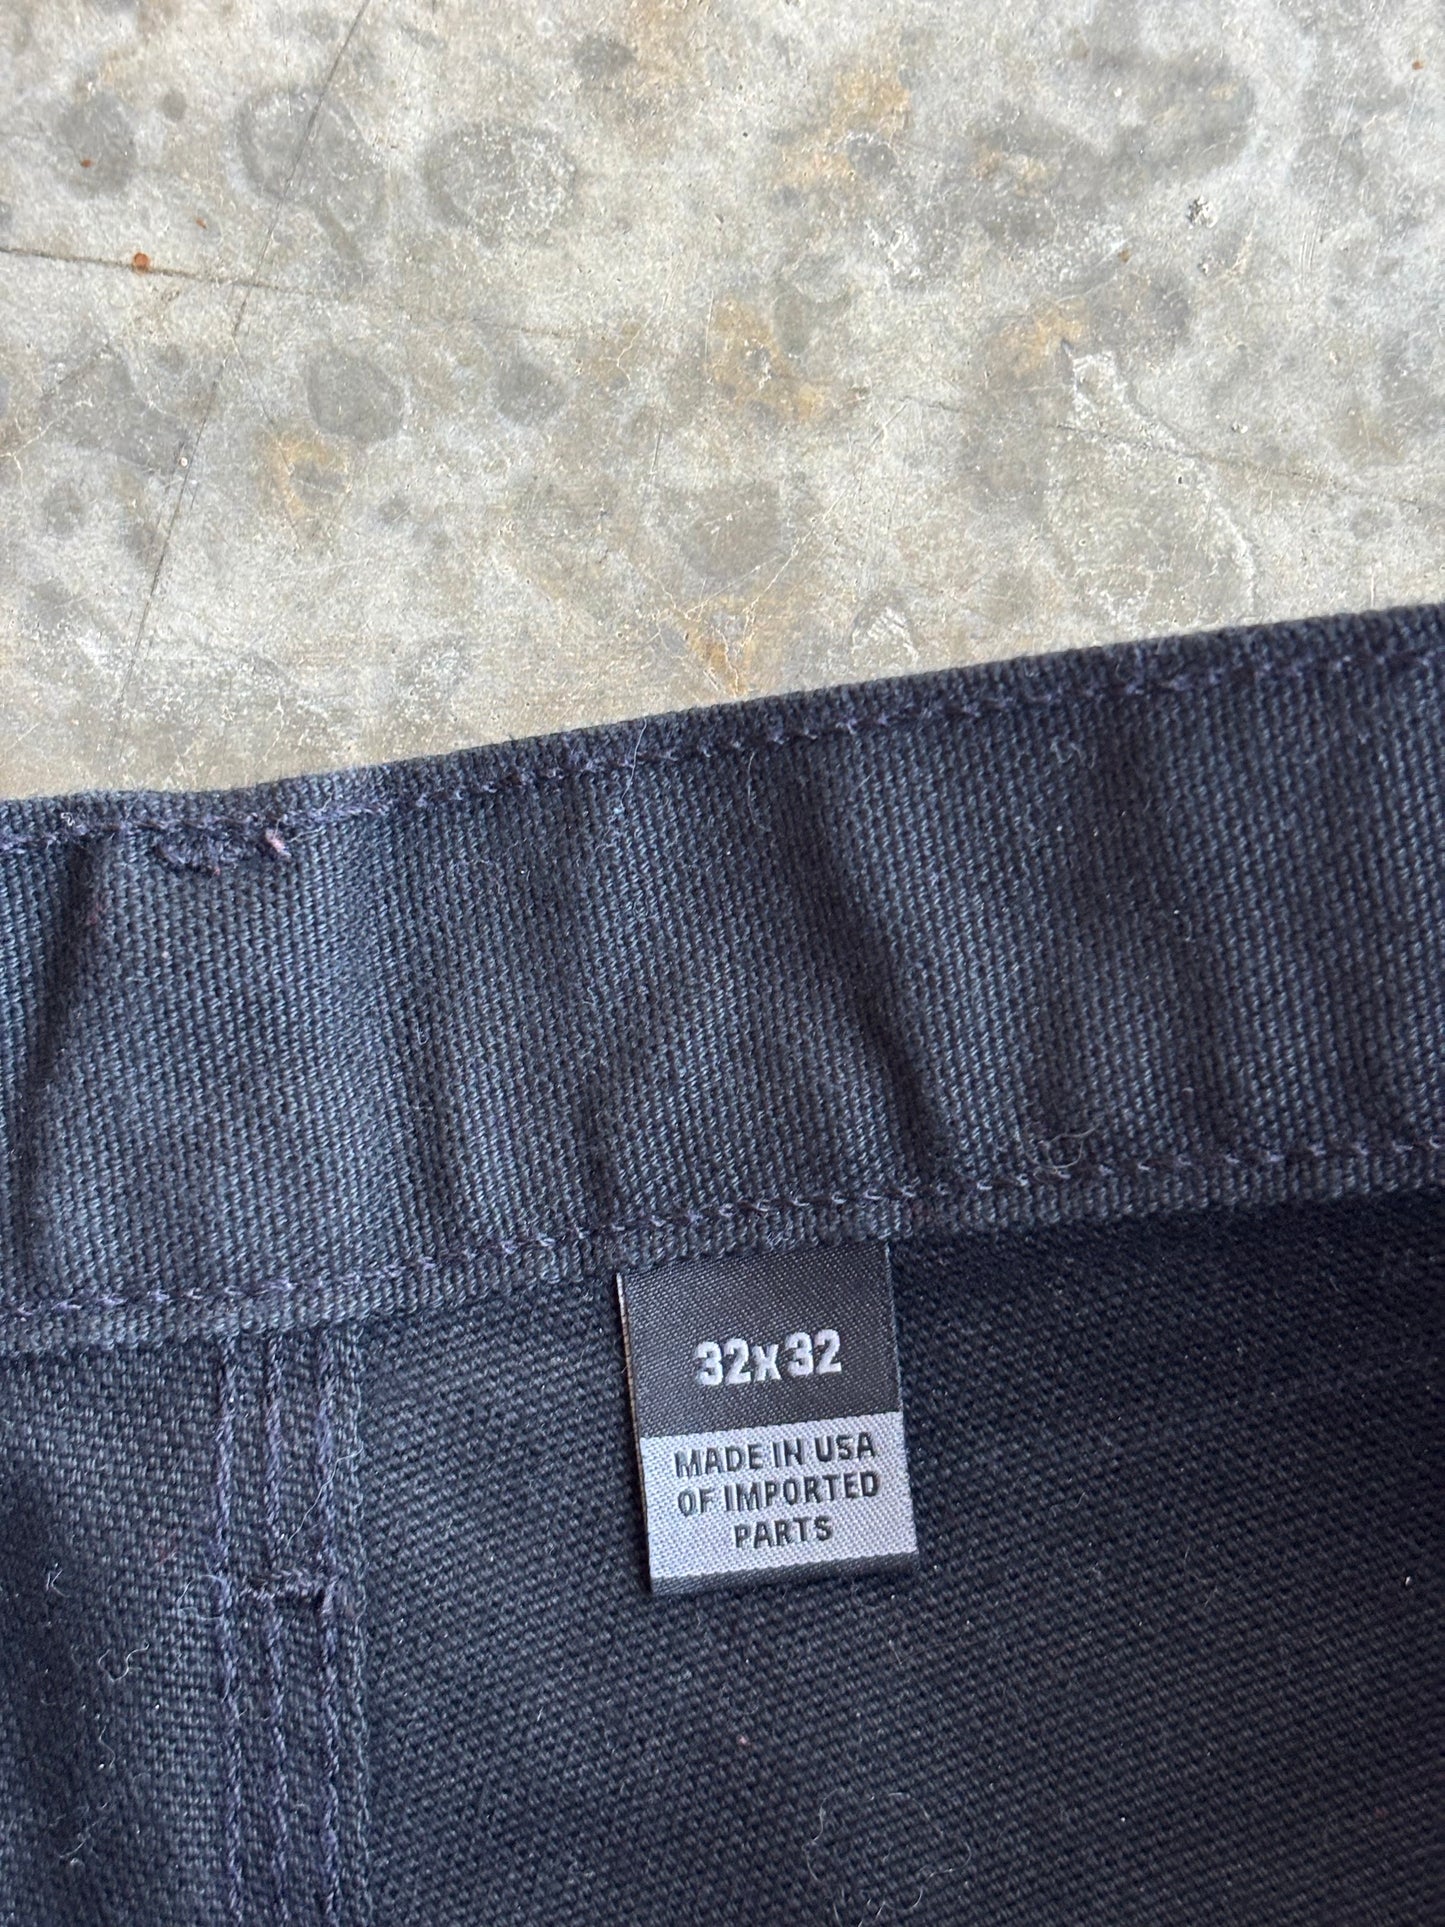 32x32
MADE IN USA
OF IMPORTED
PARTS